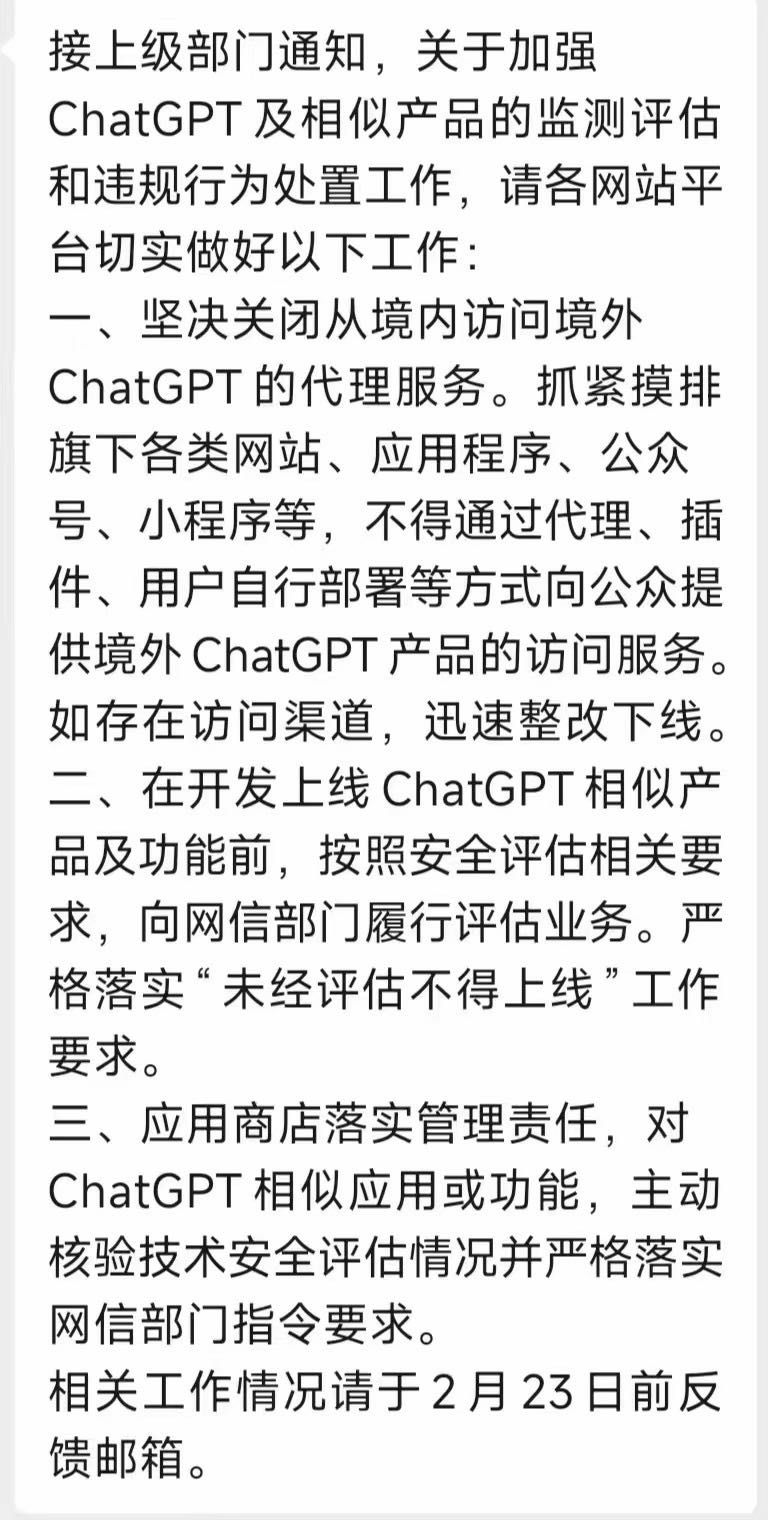 接上级部门通知，关于加强
ChatGPT 及相似产品的监测评估
和违规行为处置工作，请各网站平
台切实做好以下工作：
一、坚决关闭从境内访问境外
ChatGPT 的代理服务。抓紧摸排
旗下各类网站、应用程序、公众
号、小程序等，不得通过代理、插
件、用户自行部署等方式向公众提
供境外 ChatGPT 产品的访问服务。
如存在访问渠道，迅速整改下线。
二、在开发上线 ChatGPT 相似产
品及功能前，按照安全评估相关要
求，向网信部门履行评估业务。严
格落实“未经评估不得上线”工作
要求。
三、应用商店落实管理责任，对
ChatGPT 相似应用或功能，主动
核验技术安全评估情况并严格落实
网信部门指令要求。
相关工作情况请于 2 月 23 日前反
馈邮箱。